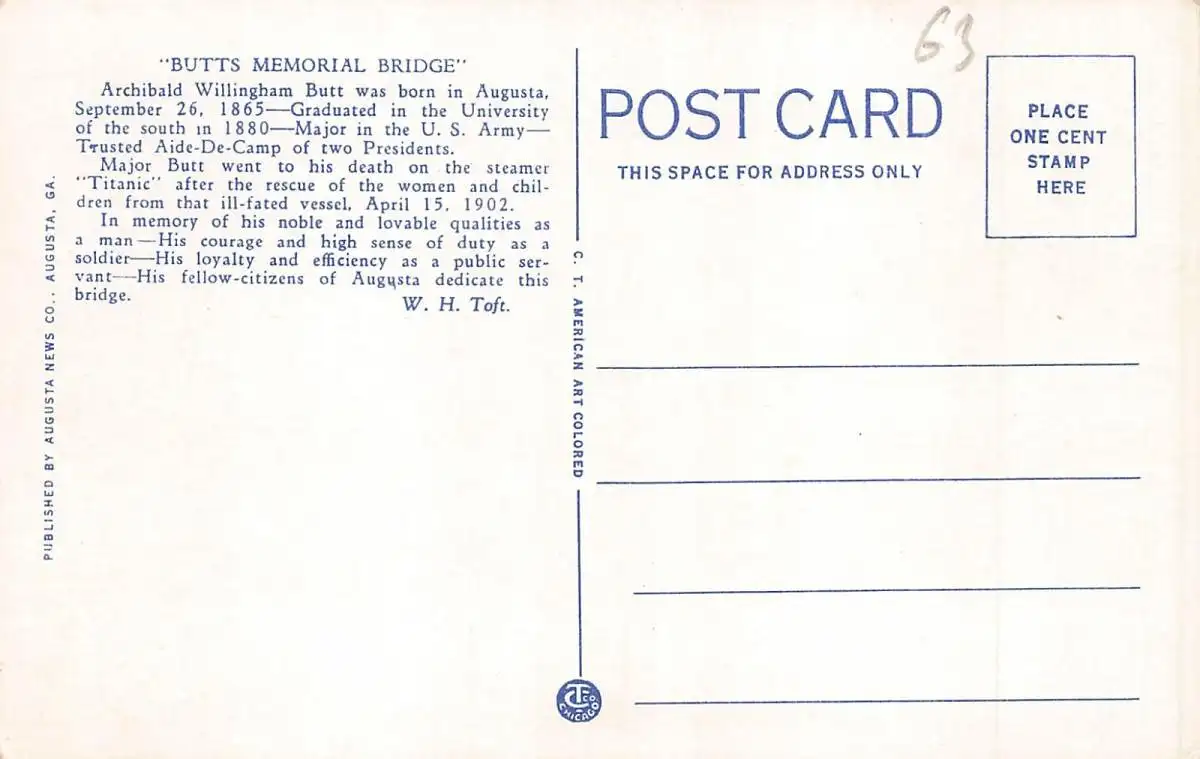 "BUTTS MEMORIAL BRIDGE"
Archibald Willingham Butt was born in Augusta,
September 26, 1865—Graduated in the University
of the south in 1880—Major in the U. S. Army—
Trusted Aide-De-Camp of two Presidents.
Major Butt went to his death on the steamer
"Titanic" after the rescue of the women and chil-
dren from that ill-fated vessel, April 15, 1902.
In memory of his noble and lovable qualities as
a man—His courage and high sense of duty as a
soldier—His loyalty and efficiency as a public ser-
vant—His fellow-citizens of Augusta dedicate this
bridge.
W. H. Toft.
PUBLISHED BY AUGUSTA NEWS CO., AUGUSTA, GA.
C. T. AMERICAN ART COLORED
CT CO
CHICAGO
63
POST CARD
THIS SPACE FOR ADDRESS ONLY
PLACE
ONE CENT
STAMP
HERE